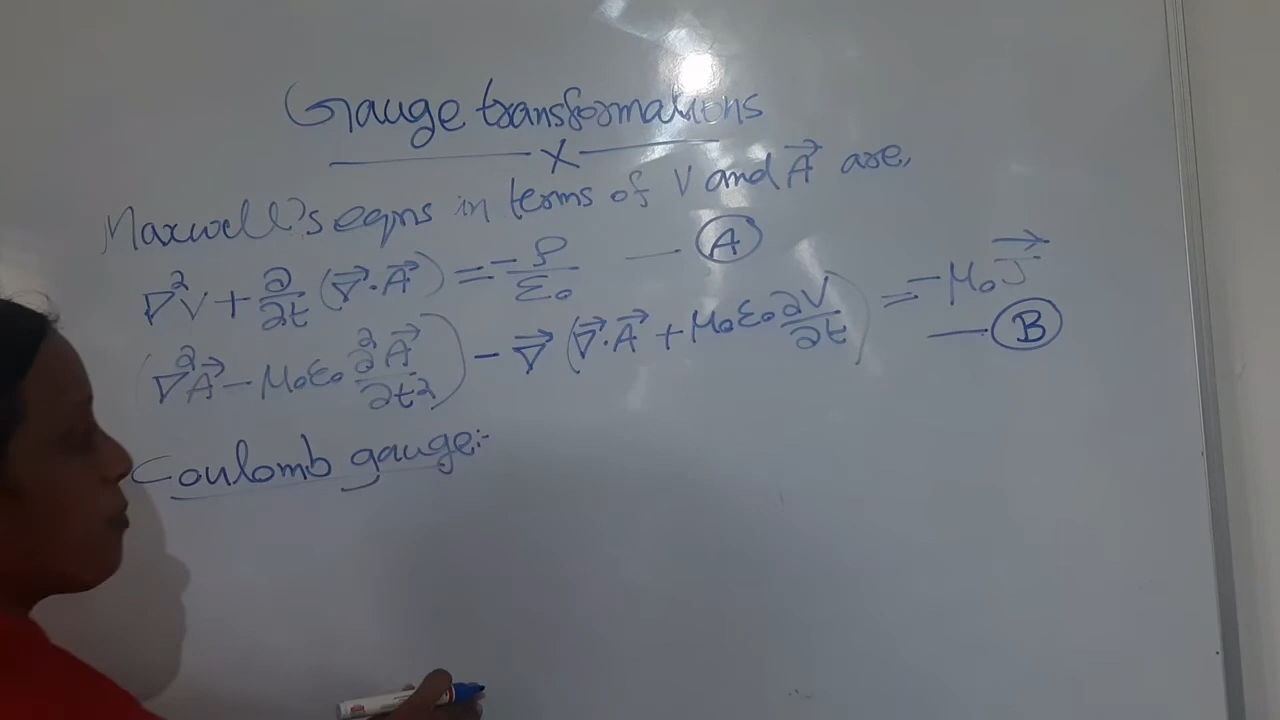 Gauge transformations
x
Maxwell's eqns in terms of V and A⃗ are,
∇²V + ∂/∂t (∇⃗·A⃗) = -ρ/ε₀ — (A)
(∇²A⃗ - μ₀ε₀ ∂²A⃗/∂t²) - ∇⃗ (∇⃗·A⃗ + μ₀ε₀ ∂V/∂t) = -μ₀J⃗ — (B)
Coulomb gauge:-